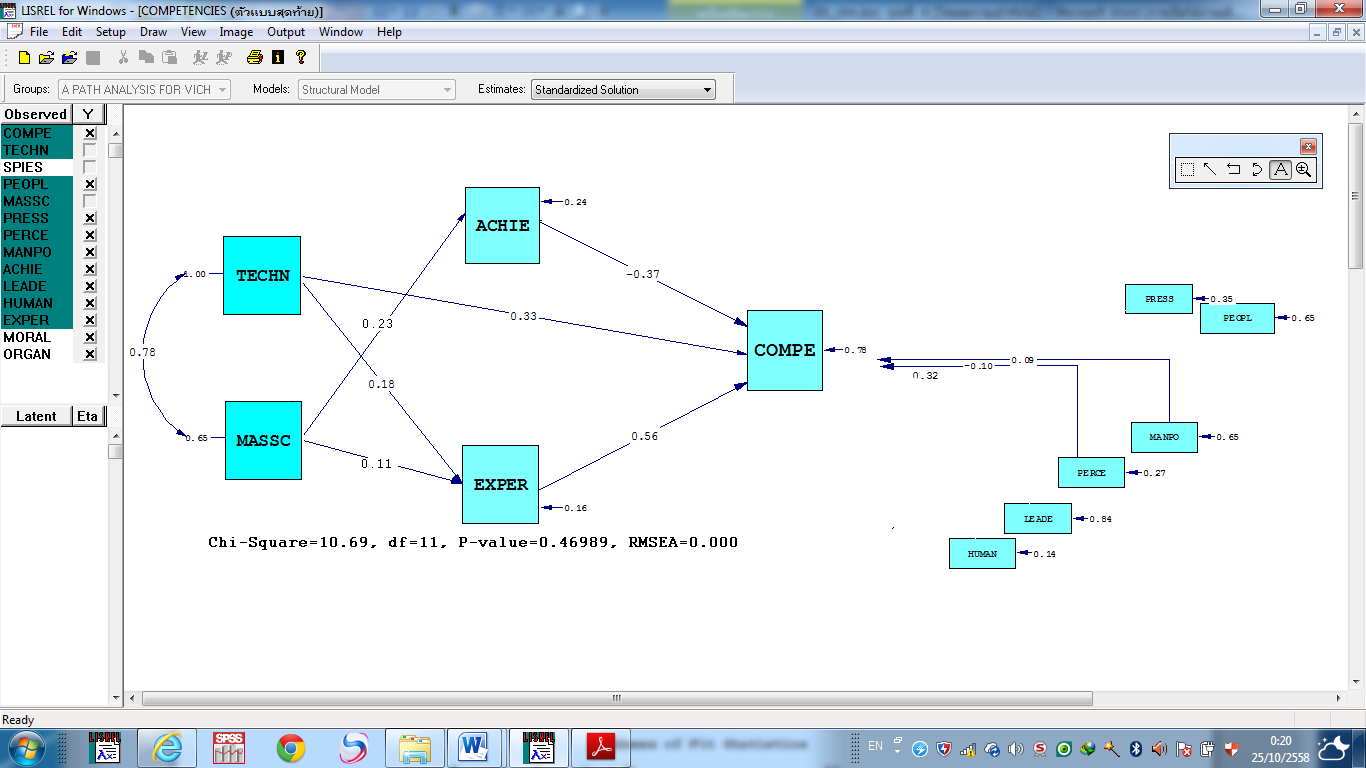 LISREL for Windows - [COMPETENCIES (ตัวแบบสุดท้าย)]
File Edit Setup Draw View Image Output Window Help
Groups: A PATH ANALYSIS FOR VICH Models: Structural Model Estimates: Standardized Solution
Observed Y
COMPE
TECHN
SPIES
PEOPL
MASSC
PRESS
PERCE
MANPO
ACHIE
LEADE
HUMAN
EXPER
MORAL
ORGAN
Latent Eta
ACHIE 0.24
1.00 TECHN
-0.37
0.33
0.23
0.78
0.18
COMPE 0.78
0.65 MASSC
0.11
0.56
EXPER
0.16
PRESS 0.35
PEOPL 0.65
0.09
-0.10
0.32
MANPO 0.65
PERCE 0.27
LEADE 0.84
HUMAN 0.14
Chi-Square=10.69, df=11, P-value=0.46989, RMSEA=0.000
Ready
LISREL
SPSS
LISREL
of Fit Statistics
EN
0:20
25/10/2558